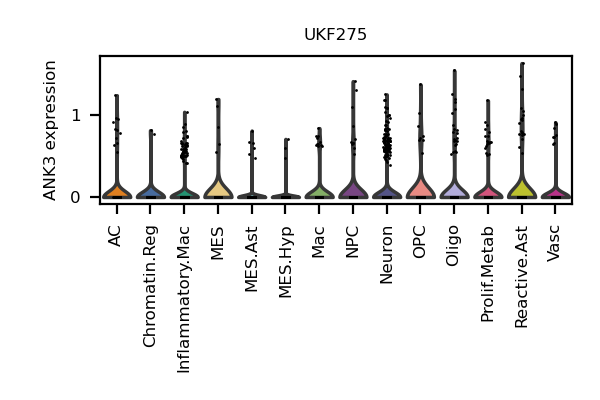 UKF275
ANK3 expression
1
0
AC
Chromatin.Reg
Inflammatory.Mac
MES
MES.Ast
MES.Hyp
Mac
NPC
Neuron
OPC
Oligo
Prolif.Metab
Reactive.Ast
Vasc